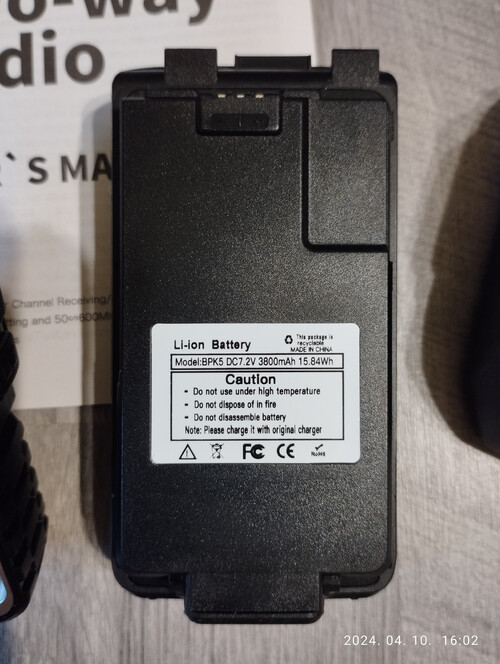 o-way
dio
`S MA
Channel Receiving/
ting and 50
Li-ion Battery
This package is
recyclable
MADE IN CHINA
Model:BPK5 DC7.2V 3800mAh 15.84Wh
Caution
- Do not use under high temperature
- Do not dispose of in fire
- Do not disassemble battery
Note: Please charge it with original charger
FC CE RoHS
2024. 04. 10. 16:02